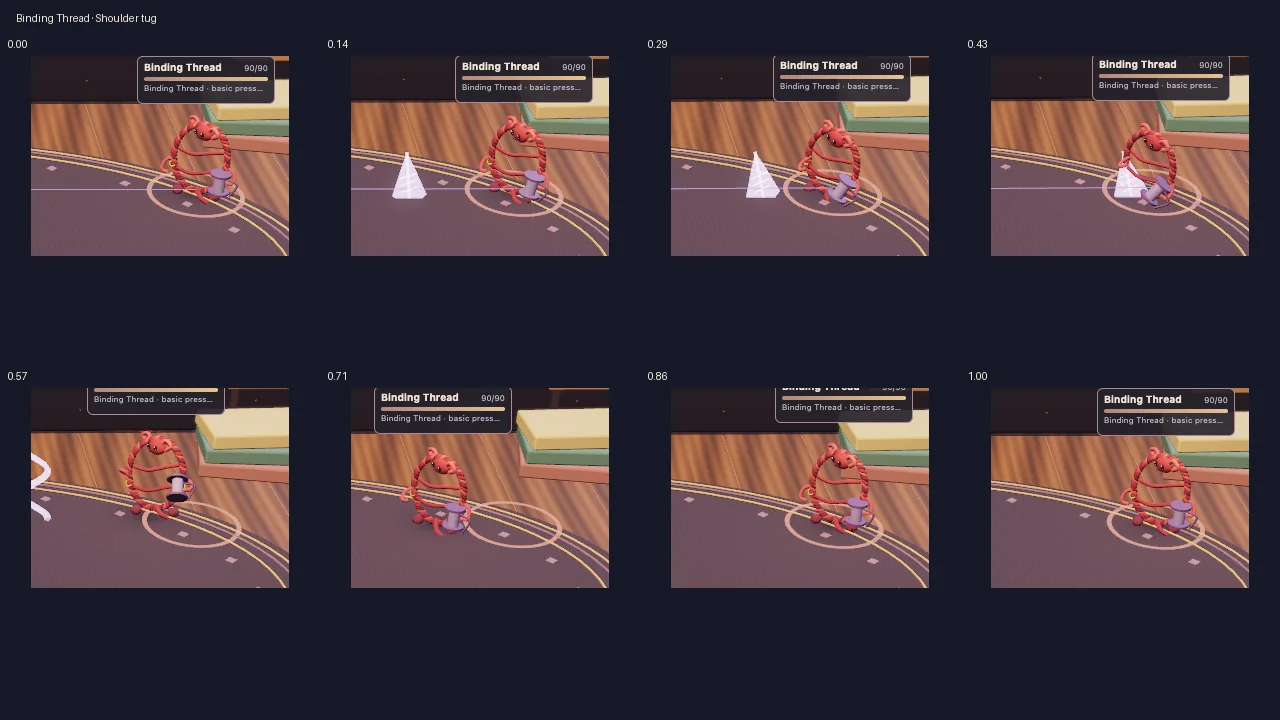 Binding Thread · Shoulder tug
0.00
0.14
0.29
0.43
Binding Thread 90/90
Binding Thread · basic press...
Binding Thread 90/90
Binding Thread · basic press...
Binding Thread 90/90
Binding Thread · basic press...
Binding Thread 90/90
Binding Thread · basic press...
0.57
0.71
0.86
1.00
Binding Thread · basic press...
Binding Thread 90/90
Binding Thread · basic press...
Binding Thread 90/90
Binding Thread · basic press...
Binding Thread 90/90
Binding Thread · basic press...